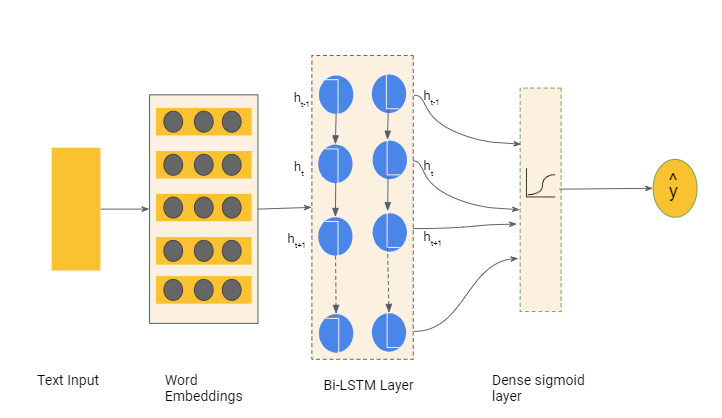 h t-1
h t-1
h t
h t
h t+1
h t+1
^
y
Text Input
Word
Embeddings
Bi-LSTM Layer
Dense sigmoid
layer